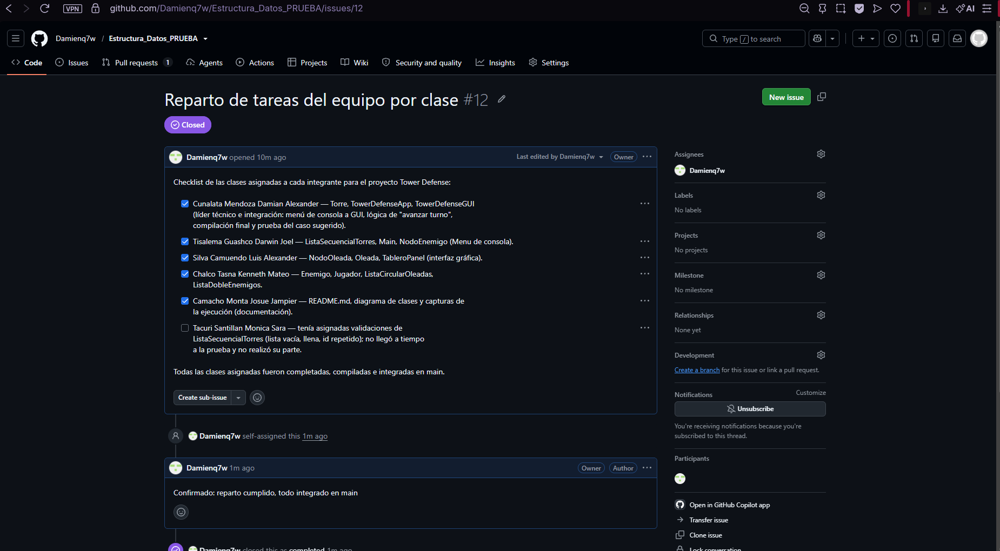 VPN
github.com/Damienq7w/Estructura_Datos_PRUEBA/issues/12
AI
Damienq7w / Estructura_Datos_PRUEBA
Type / to search
Code
Issues
Pull requests 1
Agents
Actions
Projects
Wiki
Security and quality
Insights
Settings
Reparto de tareas del equipo por clase #12
New issue
Closed
Damienq7w opened 10m ago
Last edited by Damienq7w
Owner
Checklist de las clases asignadas a cada integrante para el proyecto Tower Defense:
Cunalata Mendoza Damian Alexander — Torre, TowerDefenseApp, TowerDefenseGUI
(líder técnico e integración: menú de consola a GUI, lógica de "avanzar turno",
compilación final y prueba del caso sugerido).
Tisalema Guashco Darwin Joel — ListaSecuencialTorres, Main, NodoEnemigo (Menu de consola).
Silva Camuendo Luis Alexander — NodoOleada, Oleada, TableroPanel (interfaz gráfica).
Chalco Tasna Kenneth Mateo — Enemigo, Jugador, ListaCircularOleadas,
ListaDobleEnemigos.
Camacho Monta Josue Jampier — README.md, diagrama de clases y capturas de
la ejecución (documentación).
Tacuri Santillan Monica Sara — tenía asignadas validaciones de
ListaSecuencialTorres (lista vacía, llena, id repetido); no llegó a tiempo
a la prueba y no realizó su parte.
Todas las clases asignadas fueron completadas, compiladas e integradas en main.
Create sub-issue
Damienq7w self-assigned this 1m ago
Damienq7w 1m ago
Owner
Author
Confirmado: reparto cumplido, todo integrado en main
Damienq7w closed this as completed 1m ago
Assignees
Damienq7w
Labels
No labels
Projects
No projects
Milestone
No milestone
Relationships
None yet
Development
Create a branch for this issue or link a pull request.
Notifications
Customize
Unsubscribe
You're receiving notifications because you're
subscribed to this thread.
Participants
Open in GitHub Copilot app
Transfer issue
Clone issue
Lock conversation